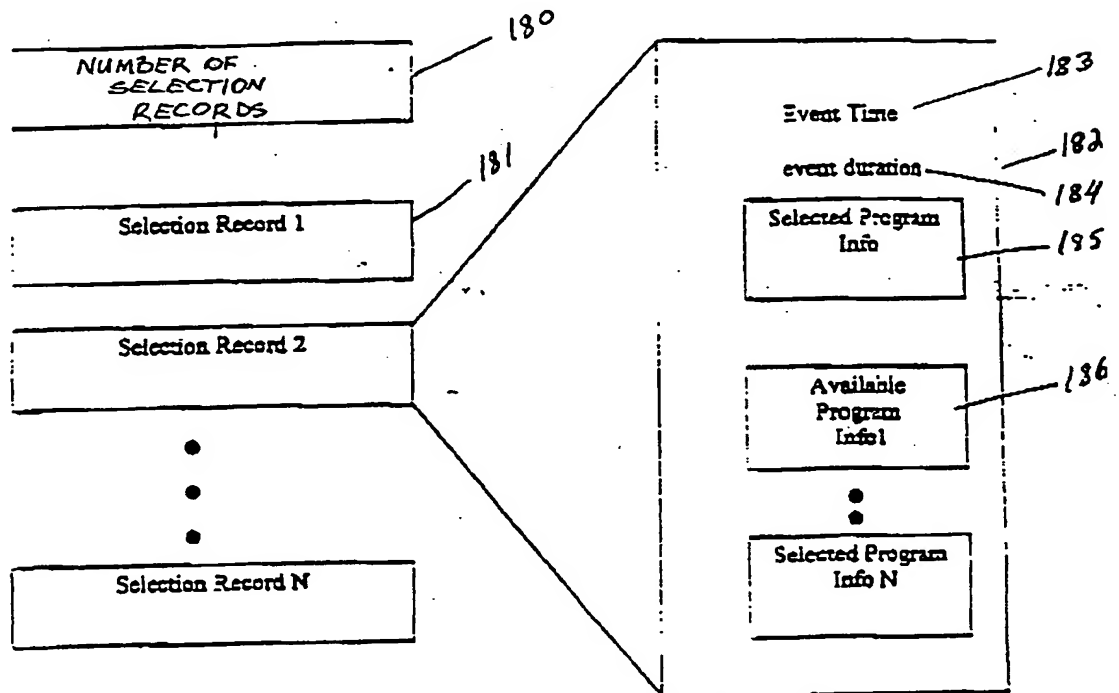 180
NUMBER OF
SELECTION
RECORDS
181
Selection Record 1
Selection Record 2
Selection Record N
183
Event Time
182
event duration
184
Selected Program
Info
185
Available
Program
Info1
186
Selected Program
Info N